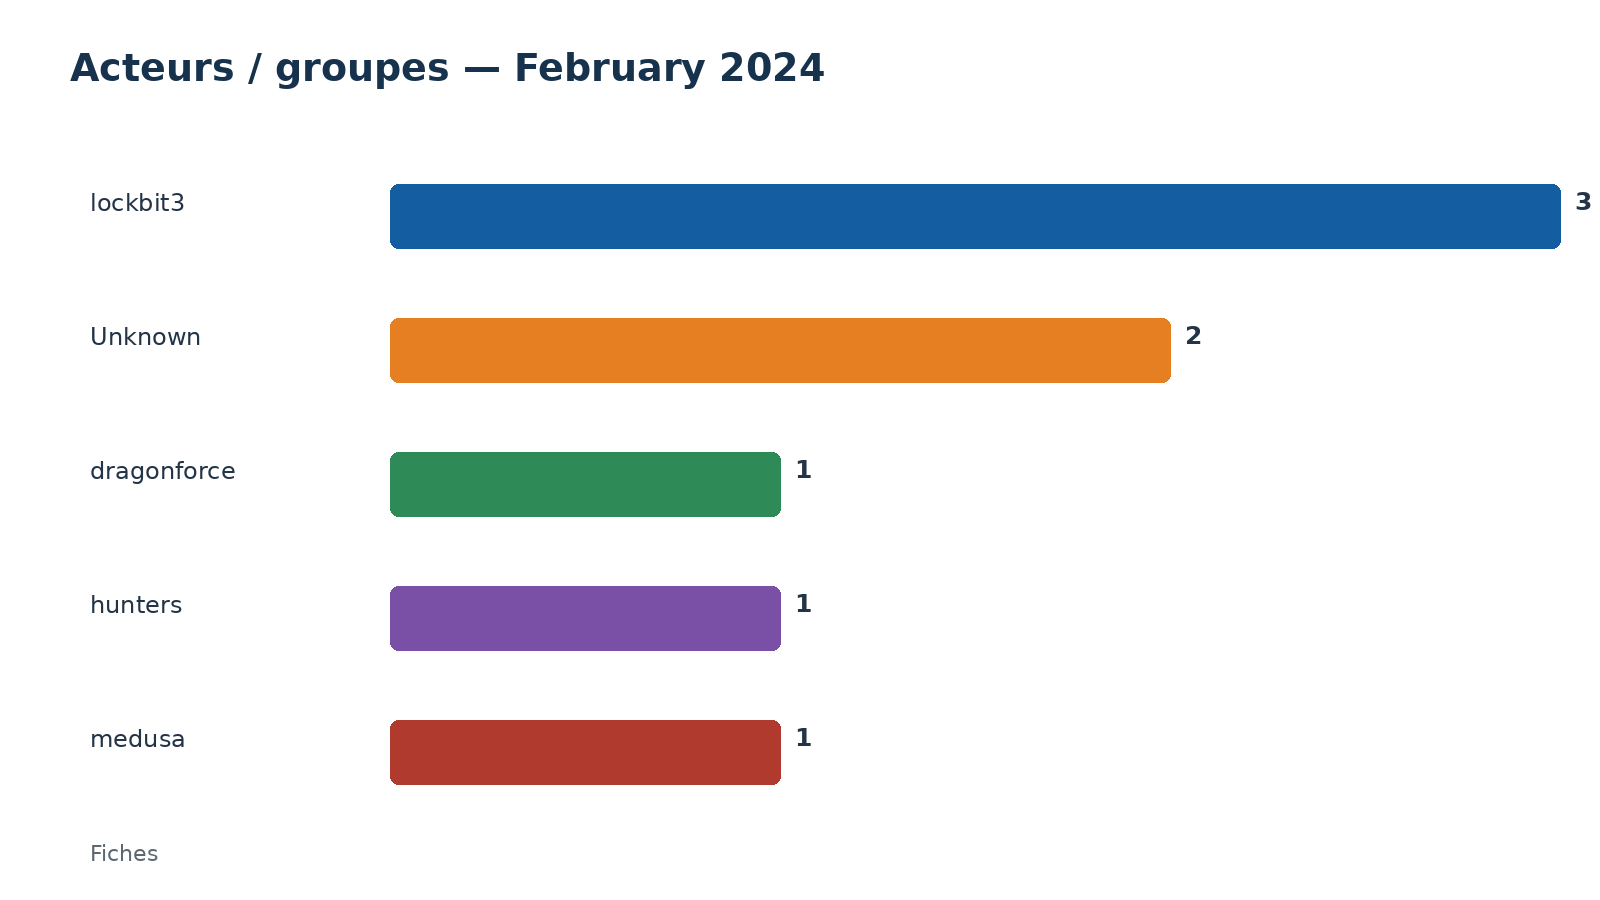 Acteurs / groupes — February 2024
lockbit3 3
Unknown 2
dragonforce 1
hunters 1
medusa 1
Fiches